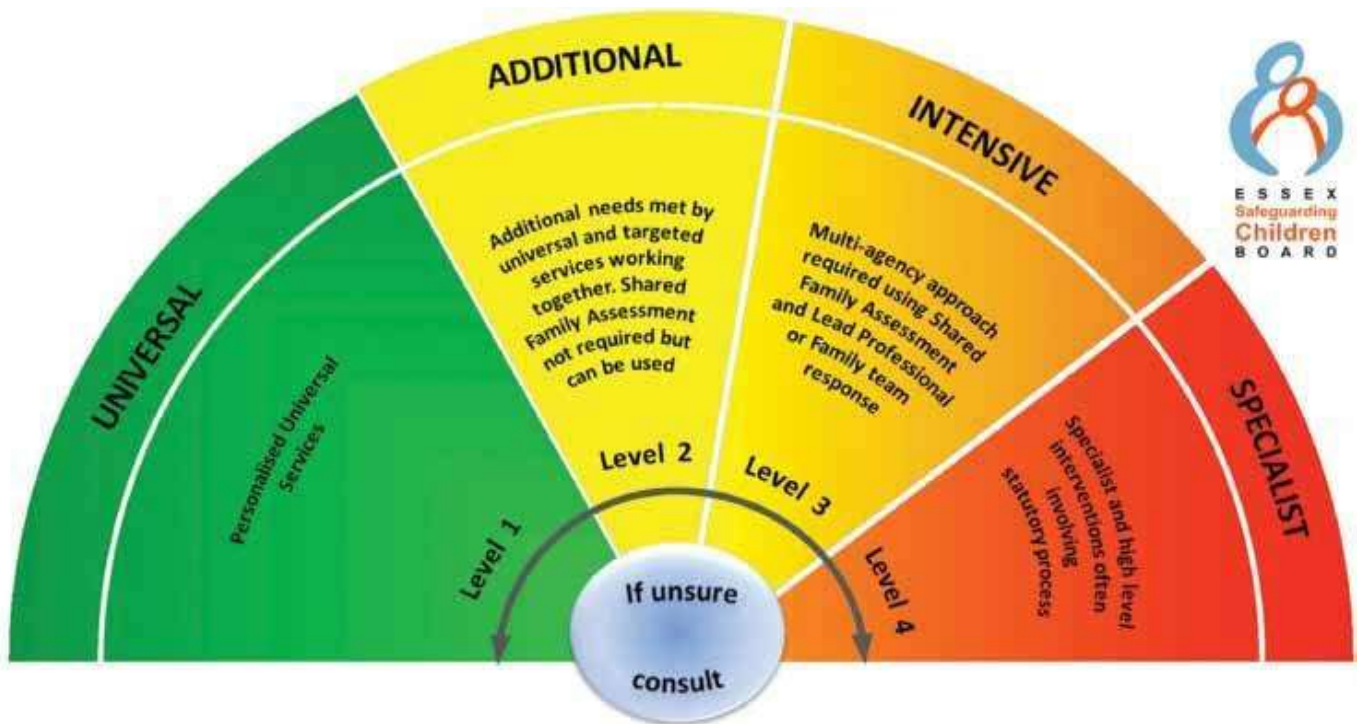 UNIVERSAL
Personalised Universal
Services
Level 1
ADDITIONAL
Additional needs met by
universal and targeted
services working
together. Shared
Family Assessment
not required but
can be used
Level 2
INTENSIVE
Multi-agency approach
required using Shared
Family Assessment
and Lead Professional
or Family team
response
Level 3
SPECIALIST
Specialist and high level
interventions often
involving
statutory process
Level 4
If unsure
consult
ESSEX
Safeguarding
Children
BOARD